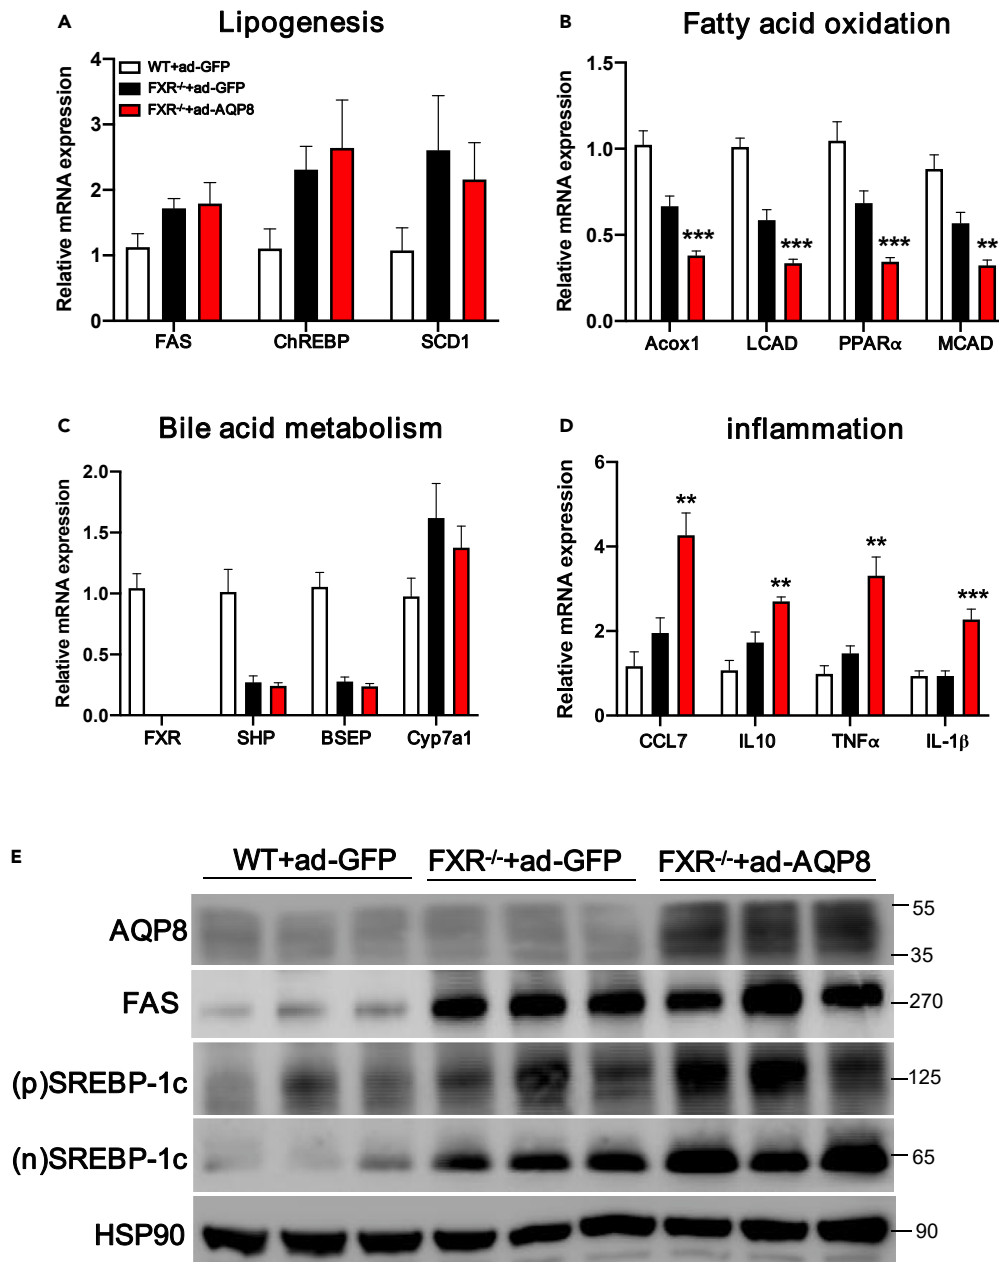 A
Lipogenesis
Relative mRNA expression
4
3
2
1
0
WT+ad-GFP
FXR-/-+ad-GFP
FXR-/-+ad-AQP8
FAS
ChREBP
SCD1
B
Fatty acid oxidation
Relative mRNA expression
1.5
1.0
0.5
0.0
***
***
***
**
Acox1
LCAD
PPARα
MCAD
C
Bile acid metabolism
Relative mRNA expression
2.0
1.5
1.0
0.5
0.0
FXR
SHP
BSEP
Cyp7a1
D
inflammation
Relative mRNA expression
6
4
2
0
**
**
**
***
CCL7
IL10
TNFα
IL-1β
E
WT+ad-GFP
FXR-/-+ad-GFP
FXR-/-+ad-AQP8
AQP8
55
35
FAS
270
(p)SREBP-1c
125
(n)SREBP-1c
65
HSP90
90